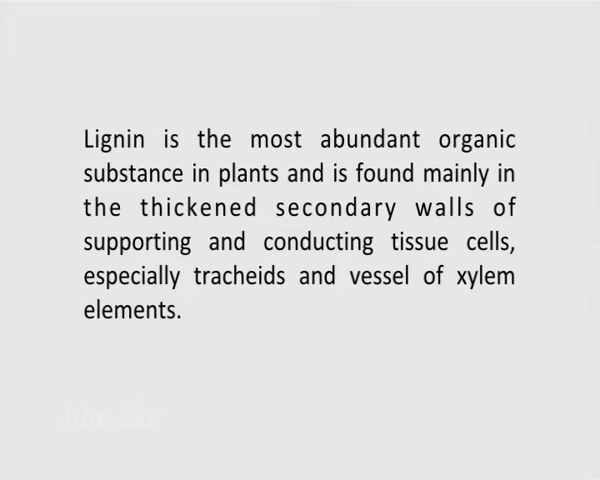 Lignin is the most abundant organic
substance in plants and is found mainly in
the thickened secondary walls of
supporting and conducting tissue cells,
especially tracheids and vessel of xylem
elements.